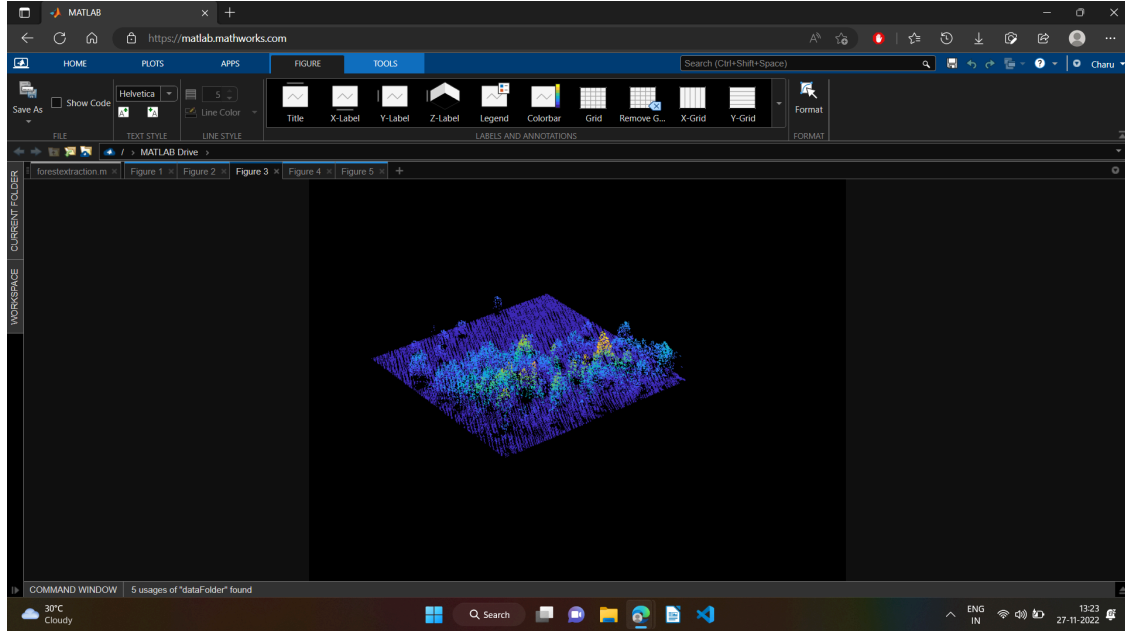 MATLAB
https://matlab.mathworks.com
HOME PLOTS APPS FIGURE TOOLS Search (Ctrl+Shift+Space) Charu
Save As Show Code Helvetica 5 Line Color Title X-Label Y-Label Z-Label Legend Colorbar Grid Remove G... X-Grid Y-Grid Format
FILE TEXT STYLE LINE STYLE LABELS AND ANNOTATIONS FORMAT
/ > MATLAB Drive >
forestextraction.m Figure 1 Figure 2 Figure 3 Figure 4 Figure 5
CURRENT FOLDER
WORKSPACE
COMMAND WINDOW 5 usages of "dataFolder" found
30°C
Cloudy
Search
ENG
IN
13:23
27-11-2022